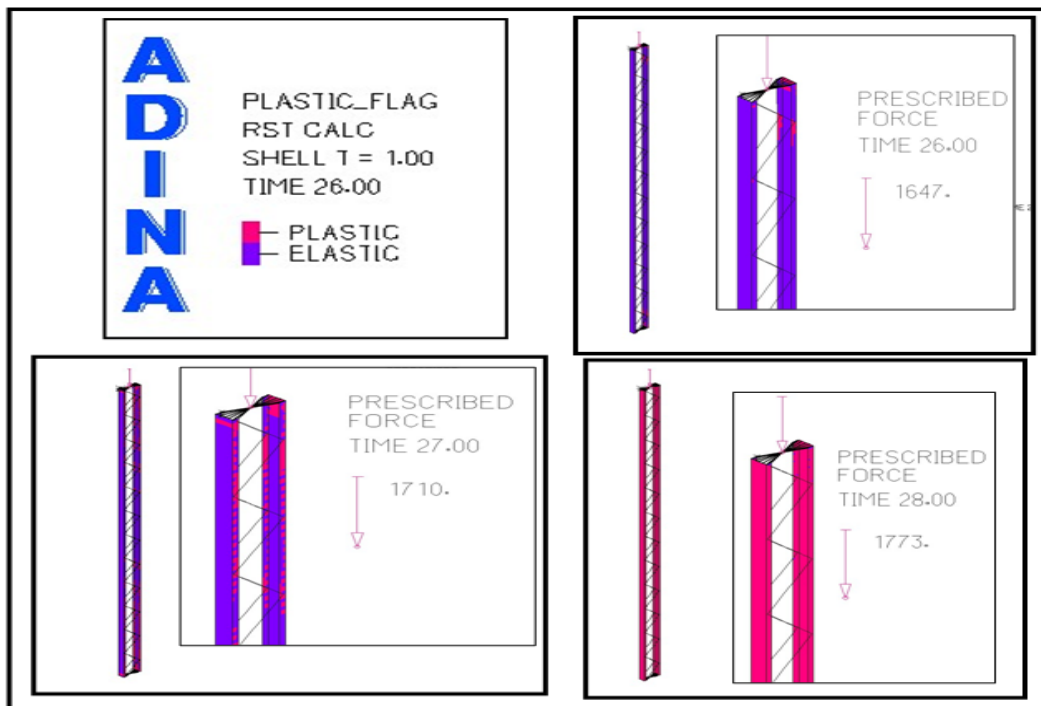 ADINA
PLASTIC_FLAG
RST CALC
SHELL T = 1.00
TIME 26.00
PLASTIC
ELASTIC
PRESCRIBED
FORCE
TIME 26.00
1647.
PRESCRIBED
FORCE
TIME 27.00
1710.
PRESCRIBED
FORCE
TIME 28.00
1773.